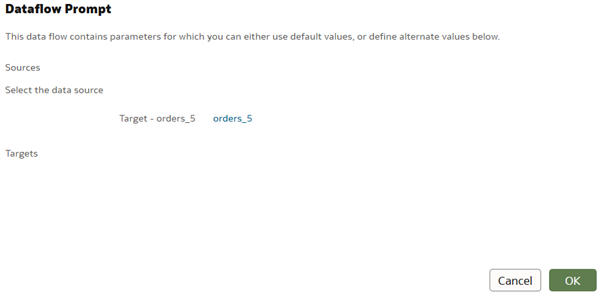 Dataflow Prompt
This data flow contains parameters for which you can either use default values, or define alternate values below.
Sources
Select the data source
Target - orders_5 orders_5
Targets
Cancel OK